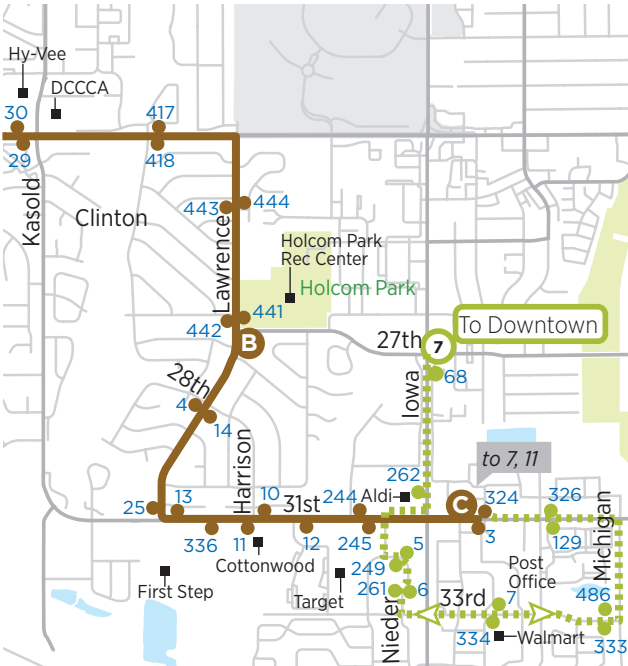 Hy-Vee
DCCCA
30
417
29
418
Kasold
Clinton
443
444
Lawrence
Holcom Park
Rec Center
Holcom Park
441
442
B
27th
7
To Downtown
68
28th
4
14
Iowa
Harrison
to 7, 11
262
Aldi
25
13
10
31st
244
C
324
326
336
11
12
245
3
129
Michigan
Cottonwood
First Step
Target
5
249
261
6
Nieder
33rd
Post
Office
7
486
334
Walmart
333